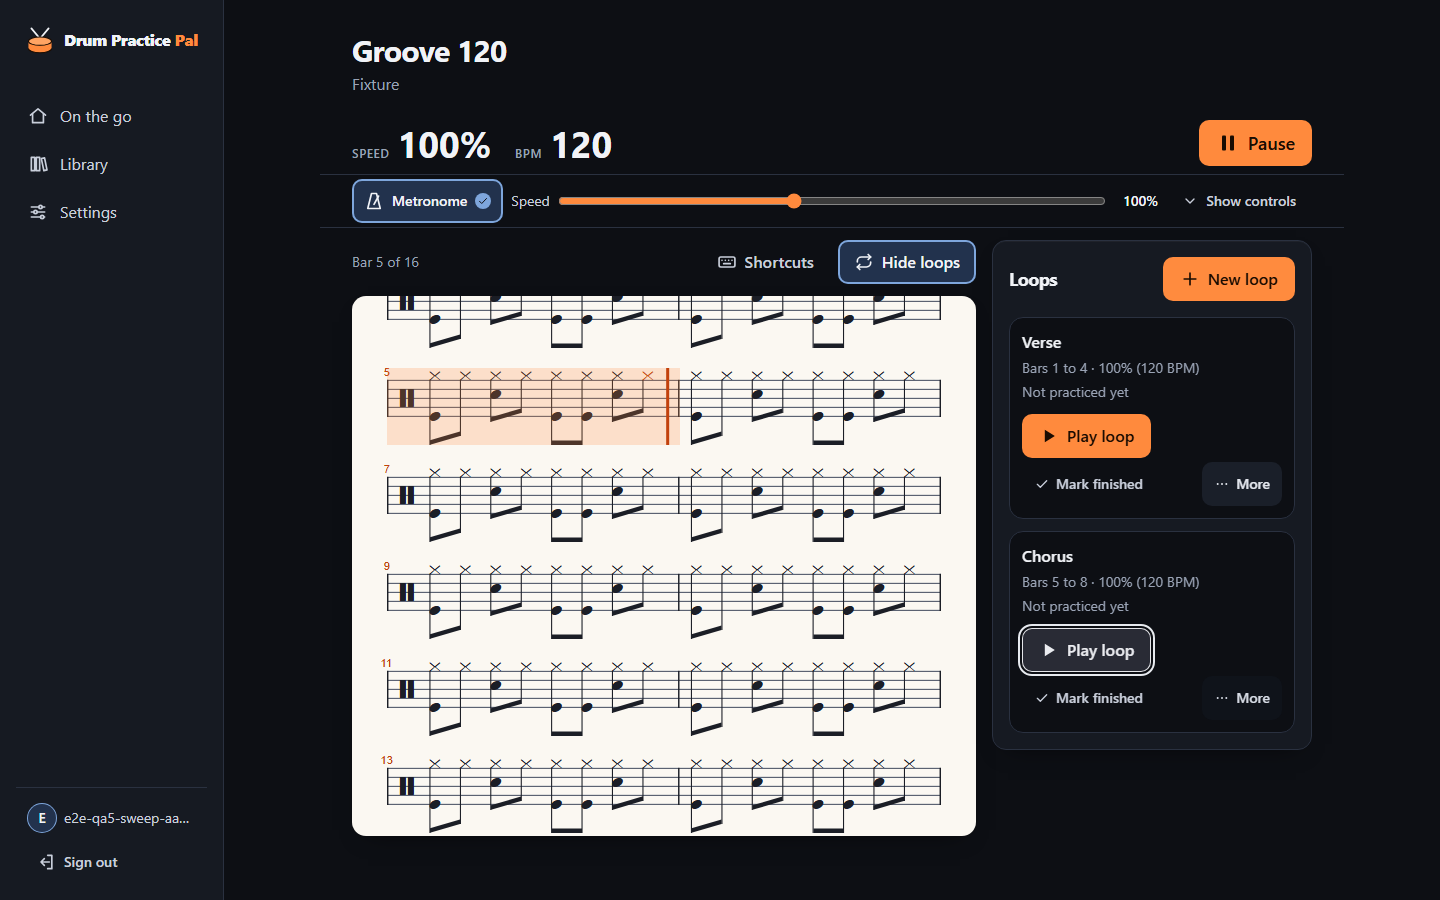 Drum Practice Pal
On the go
Library
Settings
e2e-qa5-sweep-aa...
Sign out
Groove 120
Fixture
SPEED 100% BPM 120
Pause
Metronome
Speed
100%
Show controls
Bar 5 of 16
Shortcuts
Hide loops
5
7
9
11
13
Loops
New loop
Verse
Bars 1 to 4 · 100% (120 BPM)
Not practiced yet
Play loop
Mark finished
··· More
Chorus
Bars 5 to 8 · 100% (120 BPM)
Not practiced yet
Play loop
Mark finished
··· More
E